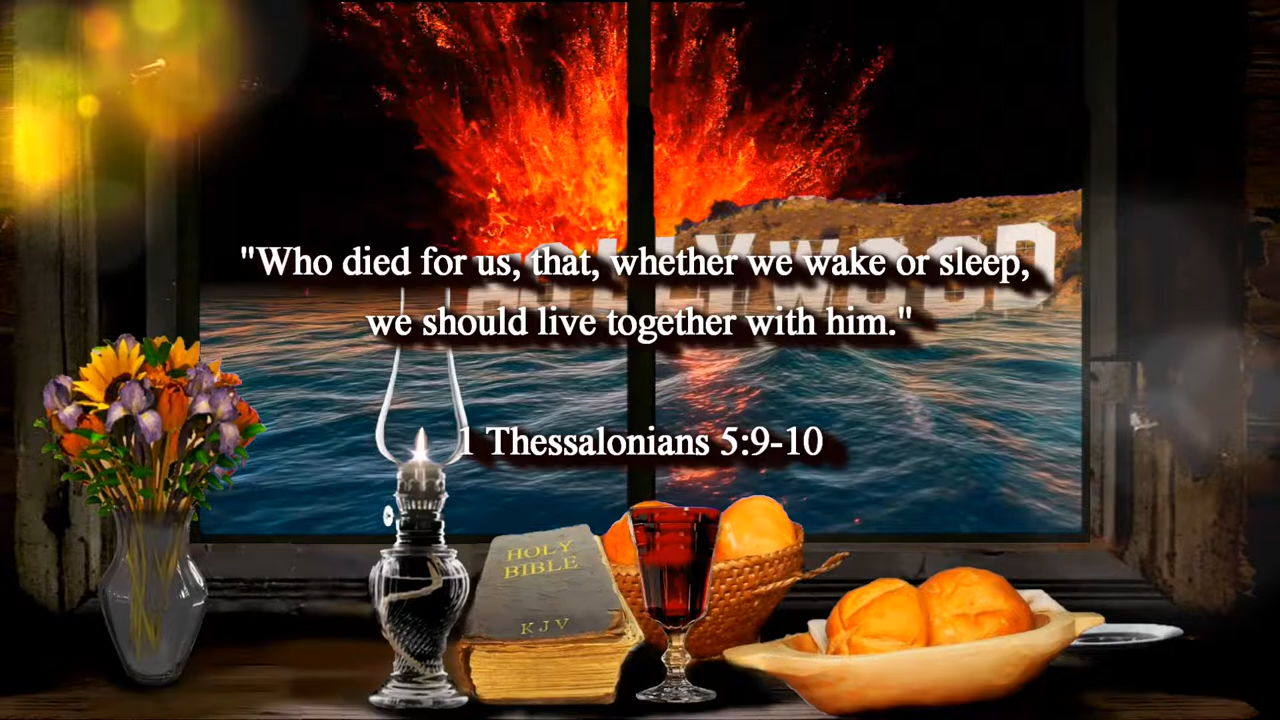 HOLLYWOOD
"Who died for us, that, whether we wake or sleep,
we should live together with him."
1 Thessalonians 5:9-10
HOLY
BIBLE
KJV